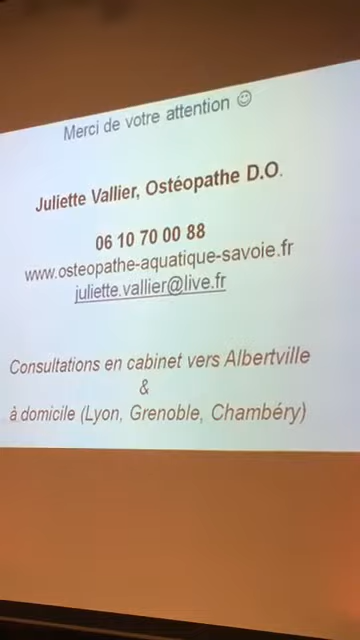 Merci de votre attention ☺
Juliette Vallier, Ostéopathe D.O.
06 10 70 00 88
www.osteopathe-aquatique-savoie.fr
juliette.vallier@live.fr
Consultations en cabinet vers Albertville
&
à domicile (Lyon, Grenoble, Chambéry)